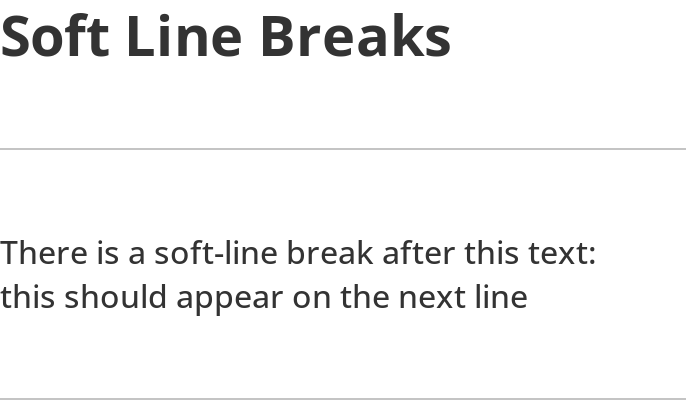 Soft Line Breaks
There is a soft-line break after this text:
this should appear on the next line